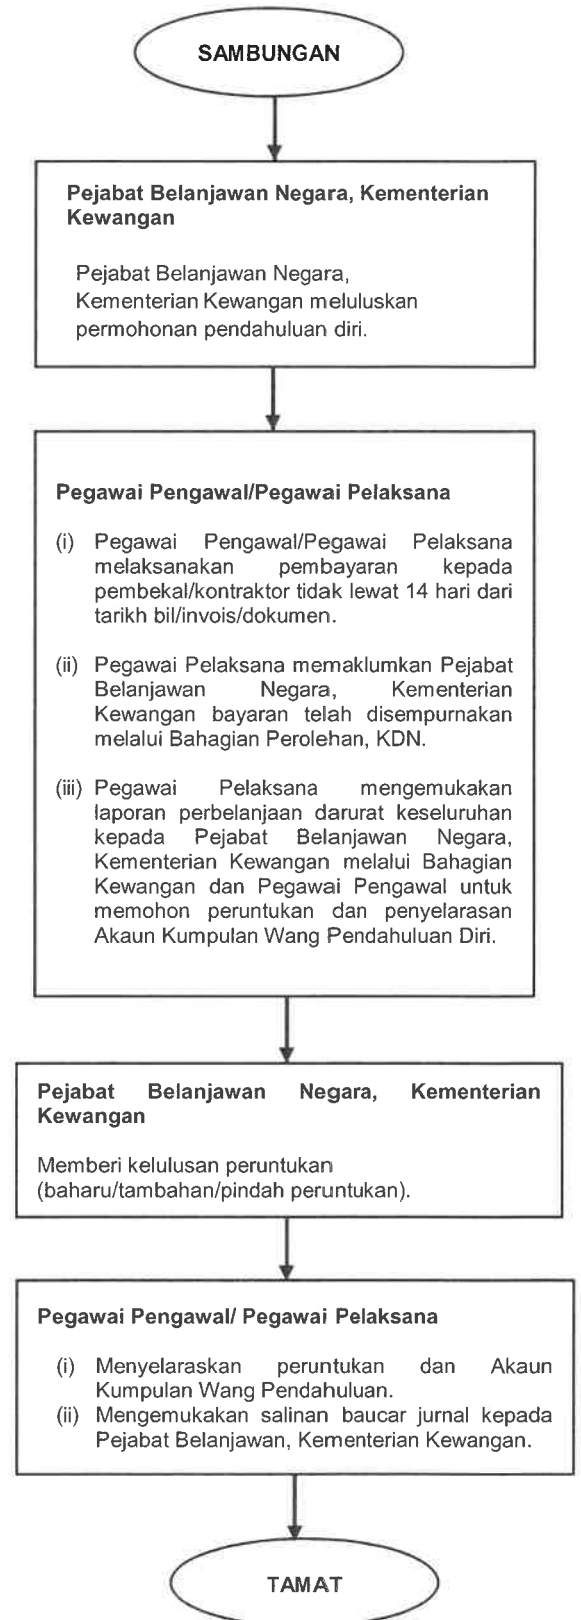 SAMBUNGAN
Pejabat Belanjawan Negara, Kementerian
Kewangan
Pejabat Belanjawan Negara,
Kementerian Kewangan meluluskan
permohonan pendahuluan diri.
Pegawai Pengawal/Pegawai Pelaksana
(i) Pegawai Pengawal/Pegawai Pelaksana
melaksanakan pembayaran kepada
pembekal/kontraktor tidak lewat 14 hari dari
tarikh bil/invois/dokumen.
(ii) Pegawai Pelaksana memaklumkan Pejabat
Belanjawan Negara, Kementerian
Kewangan bayaran telah disempurnakan
melalui Bahagian Perolehan, KDN.
(iii) Pegawai Pelaksana mengemukakan
laporan perbelanjaan darurat keseluruhan
kepada Pejabat Belanjawan Negara,
Kementerian Kewangan melalui Bahagian
Kewangan dan Pegawai Pengawal untuk
memohon peruntukan dan penyelarasan
Akaun Kumpulan Wang Pendahuluan Diri.
Pejabat Belanjawan Negara, Kementerian
Kewangan
Memberi kelulusan peruntukan
(baharu/tambahan/pindah peruntukan).
Pegawai Pengawal/ Pegawai Pelaksana
(i) Menyelaraskan peruntukan dan Akaun
Kumpulan Wang Pendahuluan.
(ii) Mengemukakan salinan baucar jurnal kepada
Pejabat Belanjawan, Kementerian Kewangan.
TAMAT